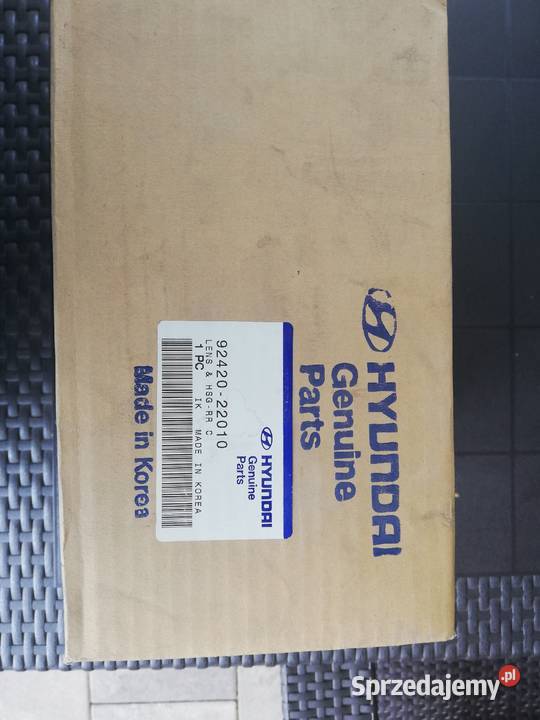 HYUNDAI
Genuine
Parts
HYUNDAI
Genuine
Parts
92420-22010
LENS & HSG-RR C
1 PC IK MADE IN KOREA
Made in Korea
Sprzedajemy.pl